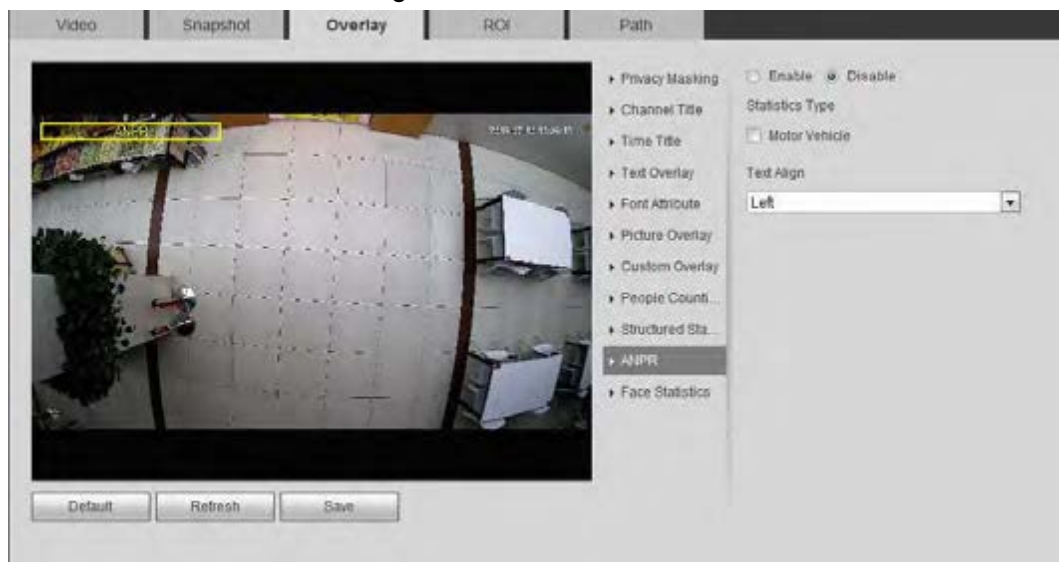 Video
Snapshot
Overlay
ROI
Path
ANPR
Privacy Masking
Channel Title
Time Title
Text Overlay
Font Attribute
Picture Overlay
Custom Overlay
People Counti...
Structured Sta...
ANPR
Face Statistics
Enable
Disable
Statistics Type
Motor Vehicle
Text Align
Left
Default
Refresh
Save